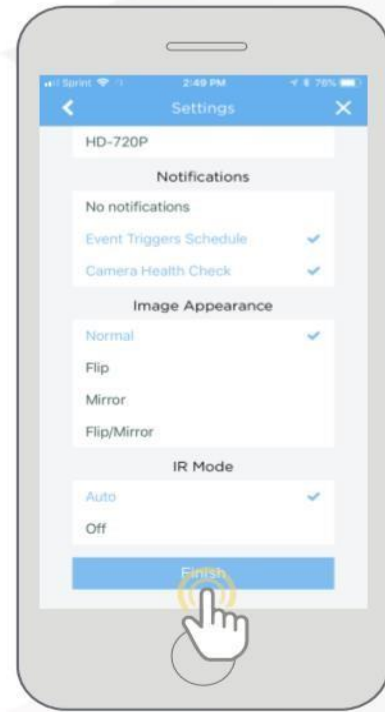 Sprint 2:49 PM 76%
Settings
HD-720P
Notifications
No notifications
Event Triggers Schedule
Camera Health Check
Image Appearance
Normal
Flip
Mirror
Flip/Mirror
IR Mode
Auto
Off
Finish